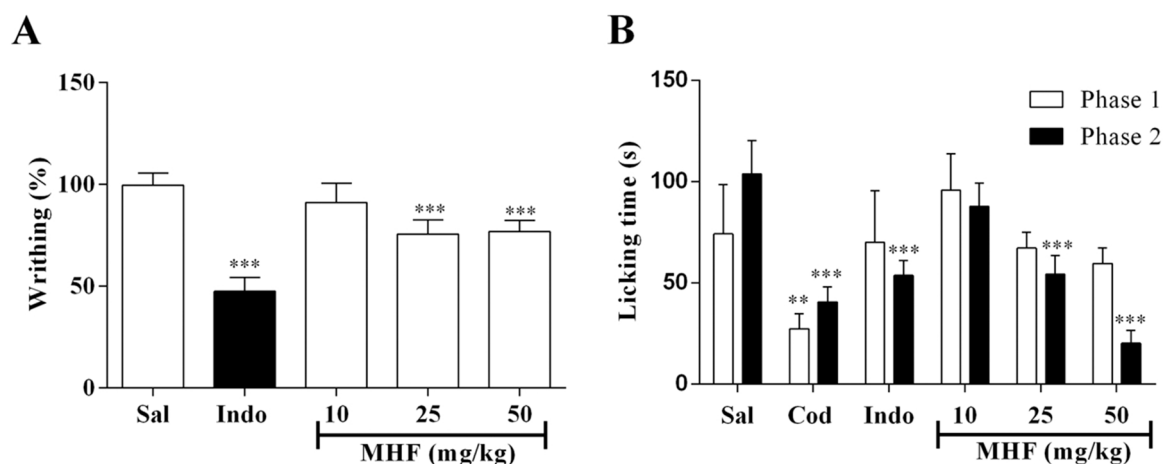 A
150
100
50
0
Writhing (%)
***
***
***
Sal Indo 10 25 50
MHF (mg/kg)
B
150
100
50
0
Licking time (s)
Phase 1
Phase 2
**
***
***
***
***
Sal Cod Indo 10 25 50
MHF (mg/kg)